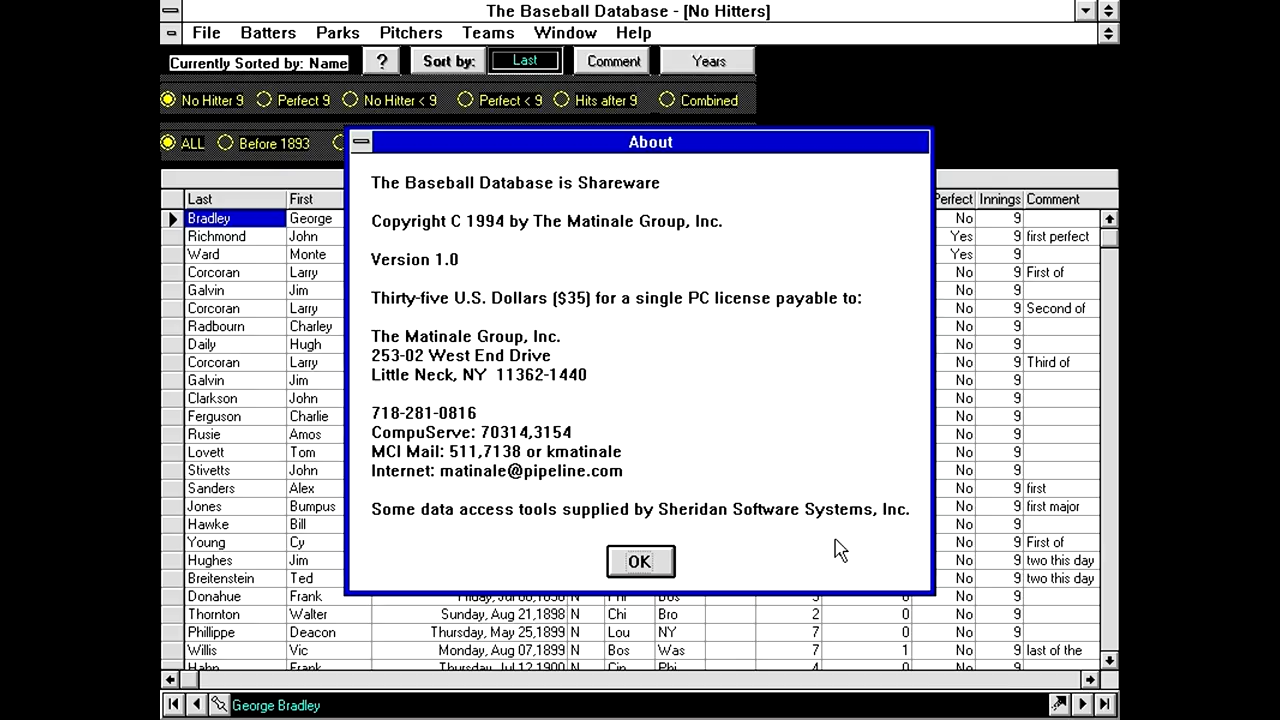 The Baseball Database - [No Hitters]
File Batters Parks Pitchers Teams Window Help
Currently Sorted by: Name ? Sort by: Last Comment Years
No Hitter 9 Perfect 9 No Hitter < 9 Perfect < 9 Hits after 9 Combined
ALL Before 1893
About
The Baseball Database is Shareware
Copyright C 1994 by The Matinale Group, Inc.
Version 1.0
Thirty-five U.S. Dollars ($35) for a single PC license payable to:
The Matinale Group, Inc.
253-02 West End Drive
Little Neck, NY 11362-1440
718-281-0816
CompuServe: 70314,3154
MCI Mail: 511,7138 or kmatinale
Internet: matinale@pipeline.com
Some data access tools supplied by Sheridan Software Systems, Inc.
OK
Last First Perfect Innings Comment
Bradley George No 9
Richmond John Yes 9 first perfect
Ward Monte Yes 9
Corcoran Larry No 9 First of
Galvin Jim No 9
Corcoran Larry No 9 Second of
Radbourn Charley No 9
Daily Hugh No 9
Corcoran Larry No 9 Third of
Galvin Jim No 9
Clarkson John No 9
Ferguson Charlie No 9
Rusie Amos No 9
Lovett Tom No 9
Stivetts John No 9
Sanders Alex No 9 first
Jones Bumpus No 9 first major
Hawke Bill No 9
Young Cy No 9 First of
Hughes Jim No 9 two this day
Breitenstein Ted No 9 two this day
Donahue Frank No 9
Thornton Walter Sunday, Aug 21,1898 N Chi Bro 2 0 No 9
Phillippe Deacon Thursday, May 25,1899 N Lou NY 7 0 No 9
Willis Vic Monday, Aug 07,1899 N Bos Was 7 1 No 9 last of the
Hahn Frank Thursday, Jul 12,1900 N Cin Phi 4 0 No 9
George Bradley